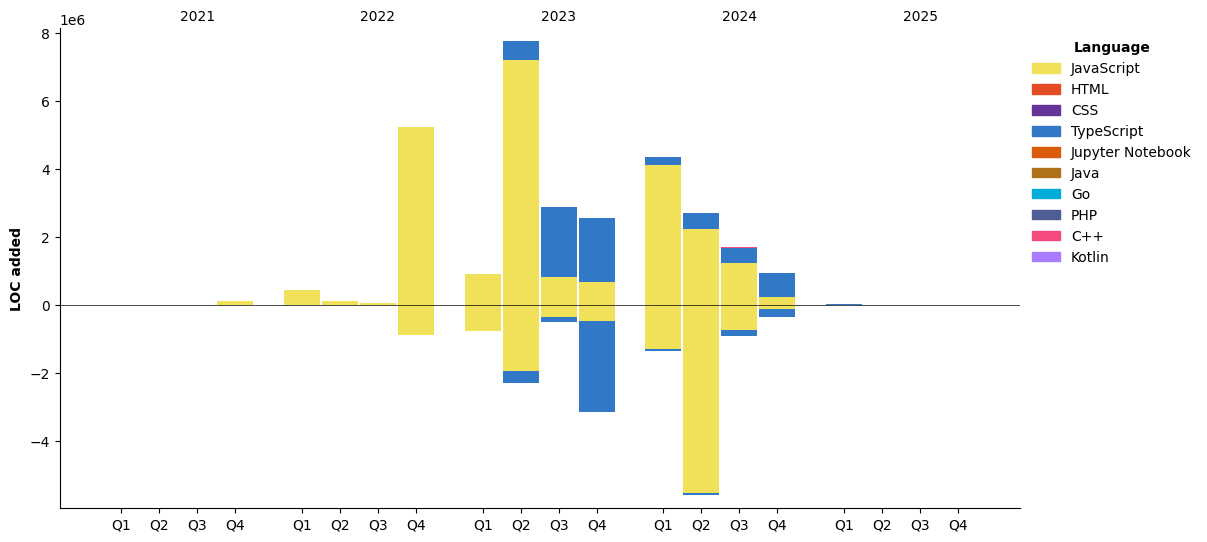 2021 2022 2023 2024 2025
1e6
8
6
4
2
0
−2
−4
LOC added
Q1 Q2 Q3 Q4 Q1 Q2 Q3 Q4 Q1 Q2 Q3 Q4 Q1 Q2 Q3 Q4 Q1 Q2 Q3 Q4
Language
JavaScript
HTML
CSS
TypeScript
Jupyter Notebook
Java
Go
PHP
C++
Kotlin